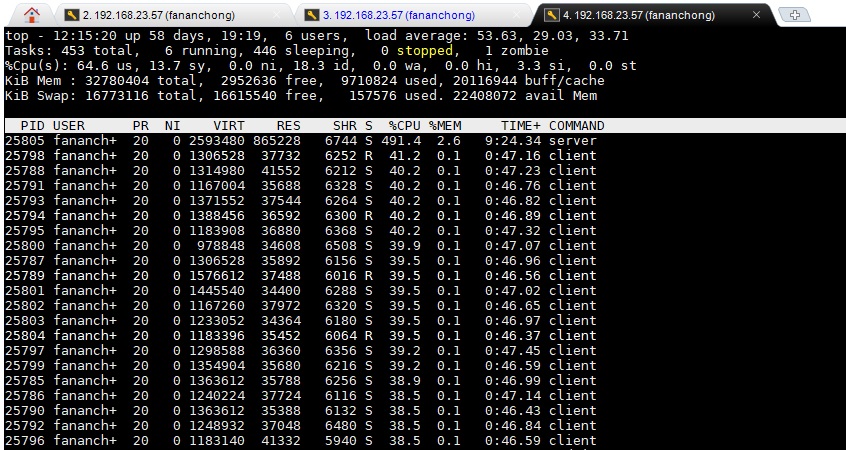 2. 192.168.23.57 (fananchong) 3. 192.168.23.57 (fananchong) 4. 192.168.23.57 (fananchong)
top - 12:15:20 up 58 days, 19:19, 6 users, load average: 53.63, 29.03, 33.71
Tasks: 453 total, 6 running, 446 sleeping, 0 stopped, 1 zombie
%Cpu(s): 64.6 us, 13.7 sy, 0.0 ni, 18.3 id, 0.0 wa, 0.0 hi, 3.3 si, 0.0 st
KiB Mem : 32780404 total, 2952636 free, 9710824 used, 20116944 buff/cache
KiB Swap: 16773116 total, 16615540 free, 157576 used. 22408072 avail Mem
PID USER PR NI VIRT RES SHR S %CPU %MEM TIME+ COMMAND
25805 fananch+ 20 0 2593480 865228 6744 S 491.4 2.6 9:24.34 server
25798 fananch+ 20 0 1306528 37732 6252 R 41.2 0.1 0:47.16 client
25788 fananch+ 20 0 1314980 41552 6212 S 40.2 0.1 0:47.23 client
25791 fananch+ 20 0 1167004 35688 6328 S 40.2 0.1 0:46.76 client
25793 fananch+ 20 0 1371552 37544 6264 S 40.2 0.1 0:46.82 client
25794 fananch+ 20 0 1388456 36592 6300 R 40.2 0.1 0:46.89 client
25795 fananch+ 20 0 1183908 36880 6368 S 40.2 0.1 0:47.32 client
25800 fananch+ 20 0 978848 34608 6508 S 39.9 0.1 0:47.07 client
25787 fananch+ 20 0 1306528 35892 6156 S 39.5 0.1 0:46.96 client
25789 fananch+ 20 0 1576612 37488 6016 R 39.5 0.1 0:46.56 client
25801 fananch+ 20 0 1445540 34400 6288 S 39.5 0.1 0:47.02 client
25802 fananch+ 20 0 1167260 37972 6320 S 39.5 0.1 0:46.65 client
25803 fananch+ 20 0 1233052 34364 6180 S 39.5 0.1 0:46.97 client
25804 fananch+ 20 0 1183396 35452 6064 R 39.5 0.1 0:46.37 client
25797 fananch+ 20 0 1298588 36360 6356 S 39.2 0.1 0:47.45 client
25799 fananch+ 20 0 1354904 35680 6216 S 39.2 0.1 0:46.59 client
25785 fananch+ 20 0 1363612 35788 6256 S 38.9 0.1 0:46.99 client
25786 fananch+ 20 0 1240224 37724 6116 S 38.5 0.1 0:47.14 client
25790 fananch+ 20 0 1363612 35388 6132 S 38.5 0.1 0:46.43 client
25792 fananch+ 20 0 1248932 37048 6480 S 38.5 0.1 0:46.84 client
25796 fananch+ 20 0 1183140 41332 5940 S 38.5 0.1 0:46.59 client